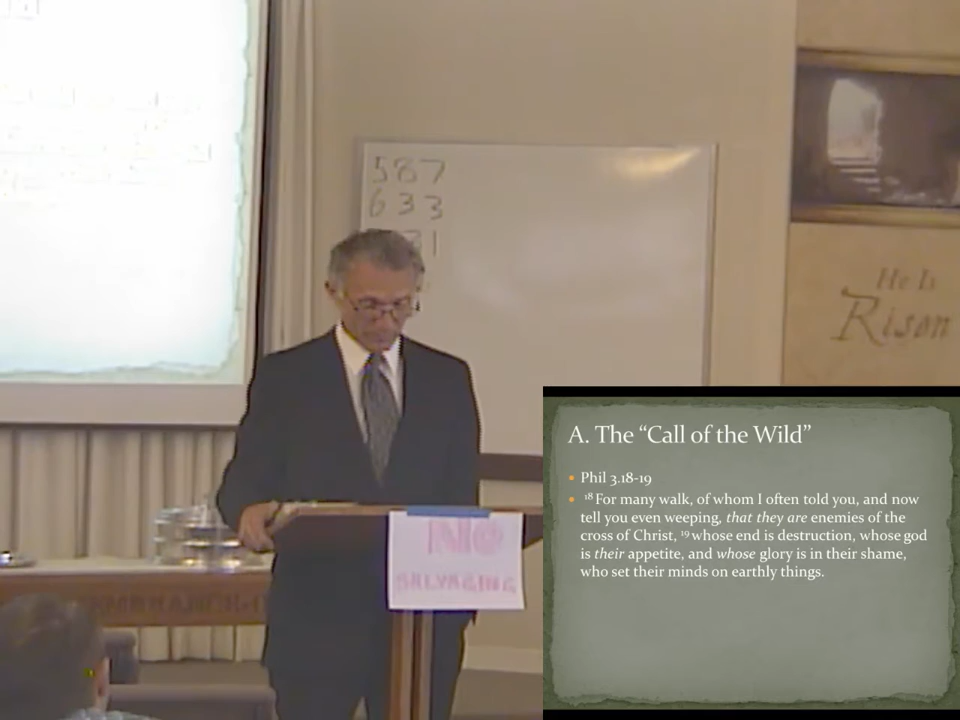 587
633
31
He Is
Risen
A. The “Call of the Wild”
Phil 3.18-19
18 For many walk, of whom I often told you, and now
tell you even weeping, that they are enemies of the
cross of Christ, 19 whose end is destruction, whose god
is their appetite, and whose glory is in their shame,
who set their minds on earthly things.
NO